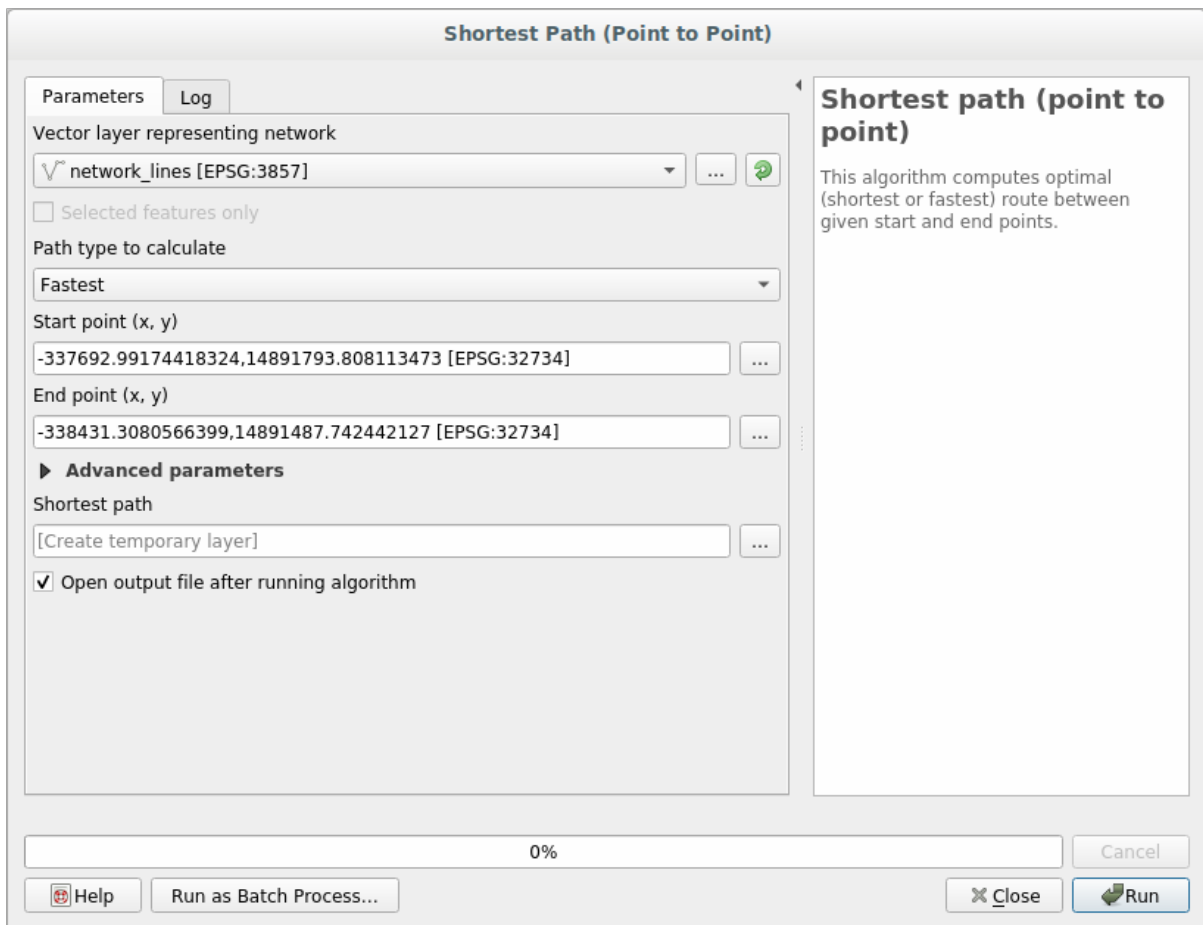 Shortest Path (Point to Point)
Parameters
Log
Vector layer representing network
network_lines [EPSG:3857]
...
Selected features only
Path type to calculate
Fastest
Start point (x, y)
-337692.99174418324,14891793.808113473 [EPSG:32734]
...
End point (x, y)
-338431.3080566399,14891487.742442127 [EPSG:32734]
...
Advanced parameters
Shortest path
[Create temporary layer]
...
Open output file after running algorithm
Shortest path (point to
point)
This algorithm computes optimal
(shortest or fastest) route between
given start and end points.
0%
Cancel
Help
Run as Batch Process...
Close
Run